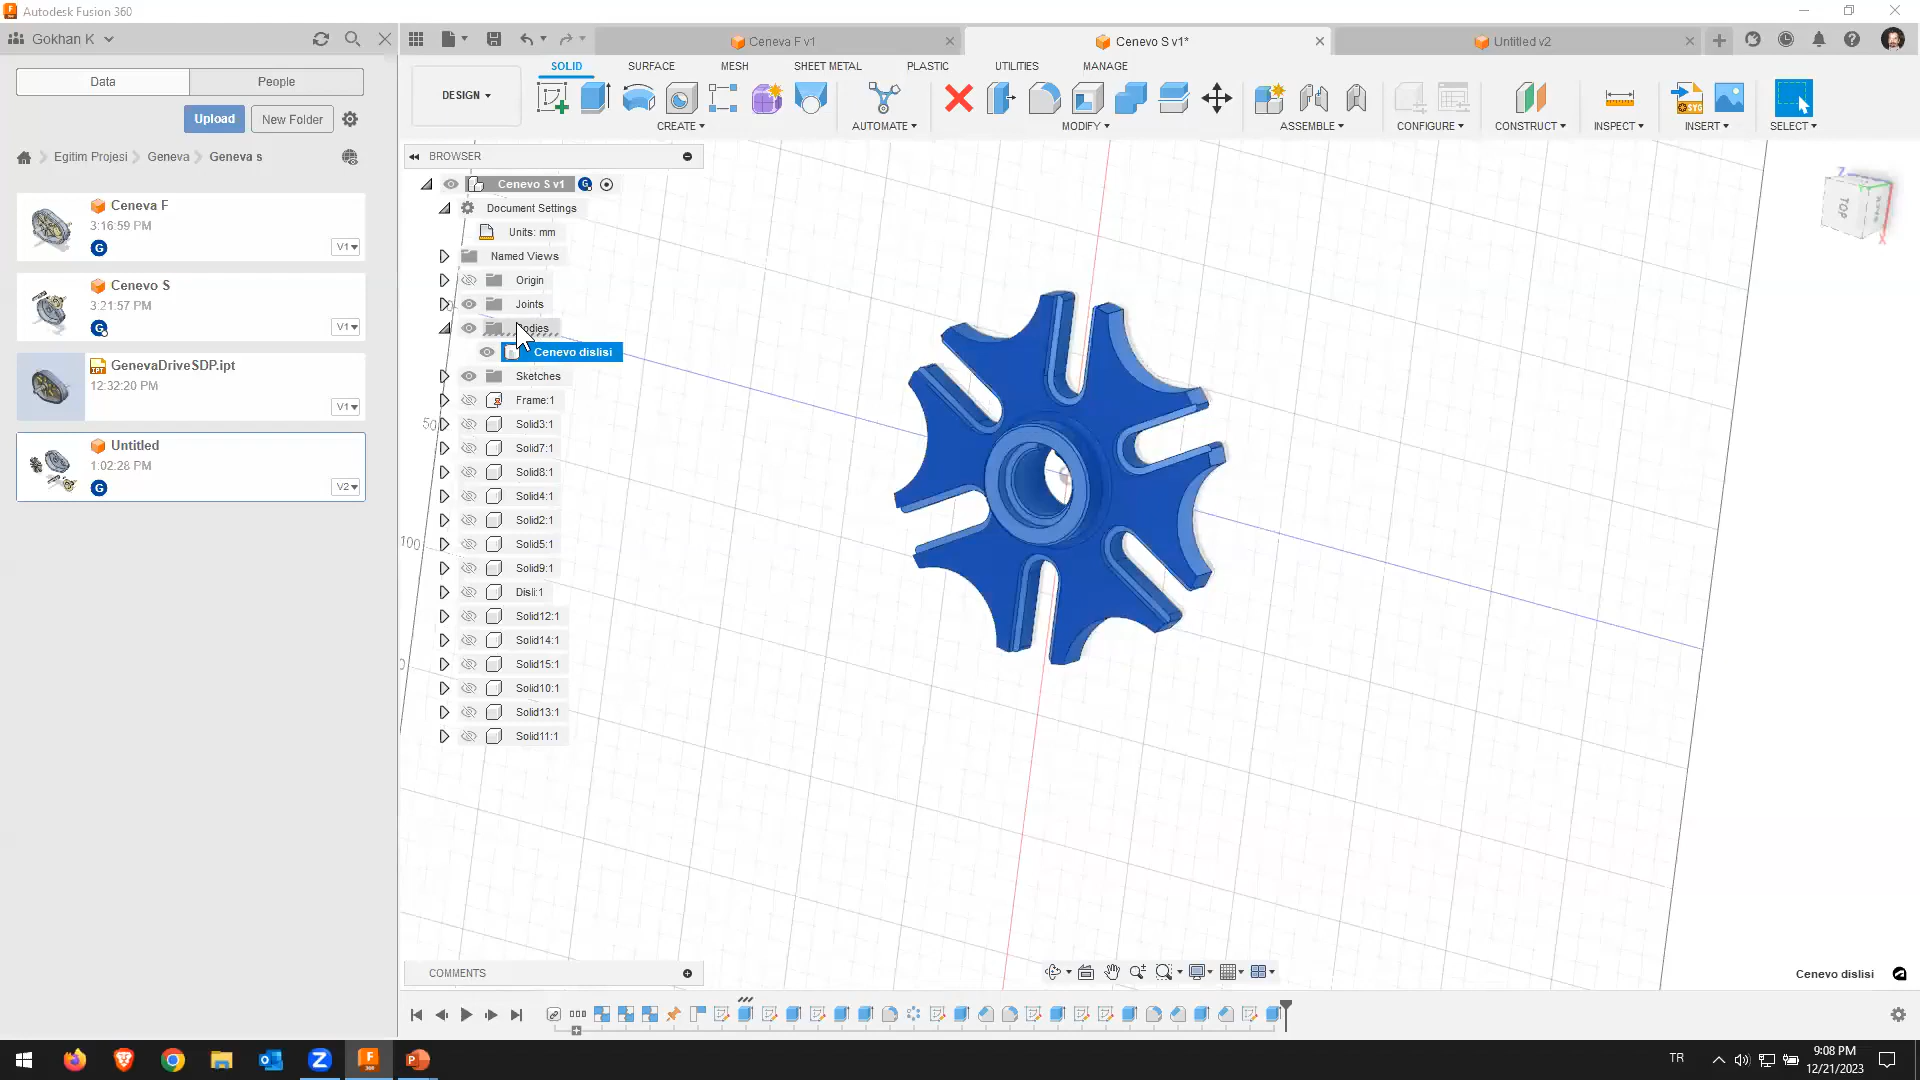 Autodesk Fusion 360
Gokhan K
Ceneva F v1
Cenevo S v1*
Untitled v2
Data
People
Upload
New Folder
Egitim Projesi
Geneva
Geneva s
Ceneva F
3:16:59 PM
G
V1
Cenevo S
3:21:57 PM
G
V1
GenevaDriveSDP.ipt
12:32:20 PM
V1
Untitled
1:02:28 PM
G
V2
DESIGN
SOLID
SURFACE
MESH
SHEET METAL
PLASTIC
UTILITIES
MANAGE
CREATE
AUTOMATE
MODIFY
ASSEMBLE
CONFIGURE
CONSTRUCT
INSPECT
INSERT
SELECT
BROWSER
Cenevo S v1
G
Document Settings
Units: mm
Named Views
Origin
Joints
Bodies
Cenevo dislisi
Sketches
Frame:1
Solid3:1
Solid7:1
Solid8:1
Solid4:1
Solid2:1
Solid5:1
Solid9:1
Disli:1
Solid12:1
Solid14:1
Solid15:1
Solid10:1
Solid13:1
Solid11:1
50
100
TOP
Z
X
COMMENTS
Cenevo dislisi
TR
9:08 PM
12/21/2023